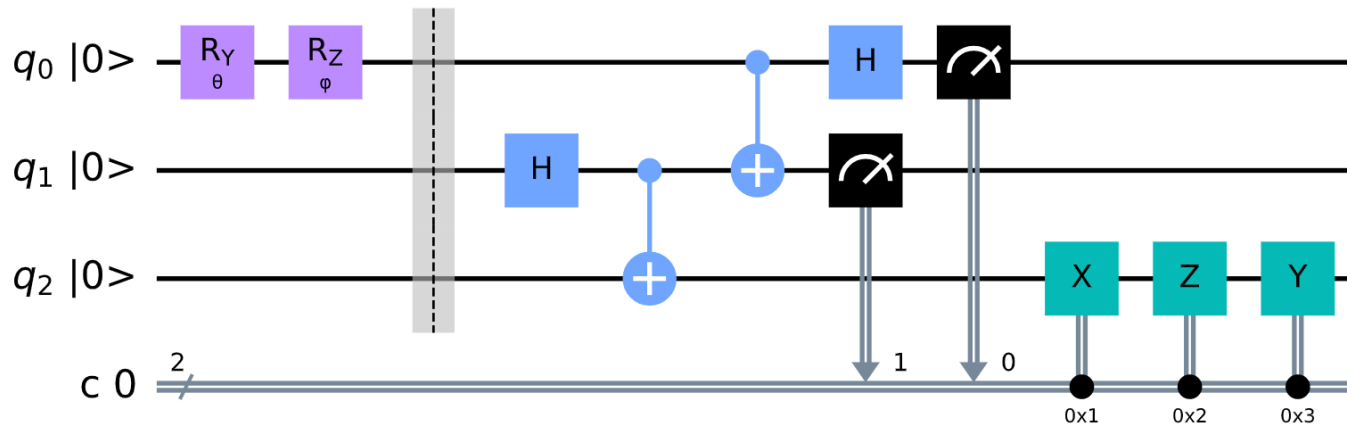 q0 |0> RY θ RZ φ H
q1 |0> H
q2 |0> X Z Y
c 0 2 1 0
0x1 0x2 0x3